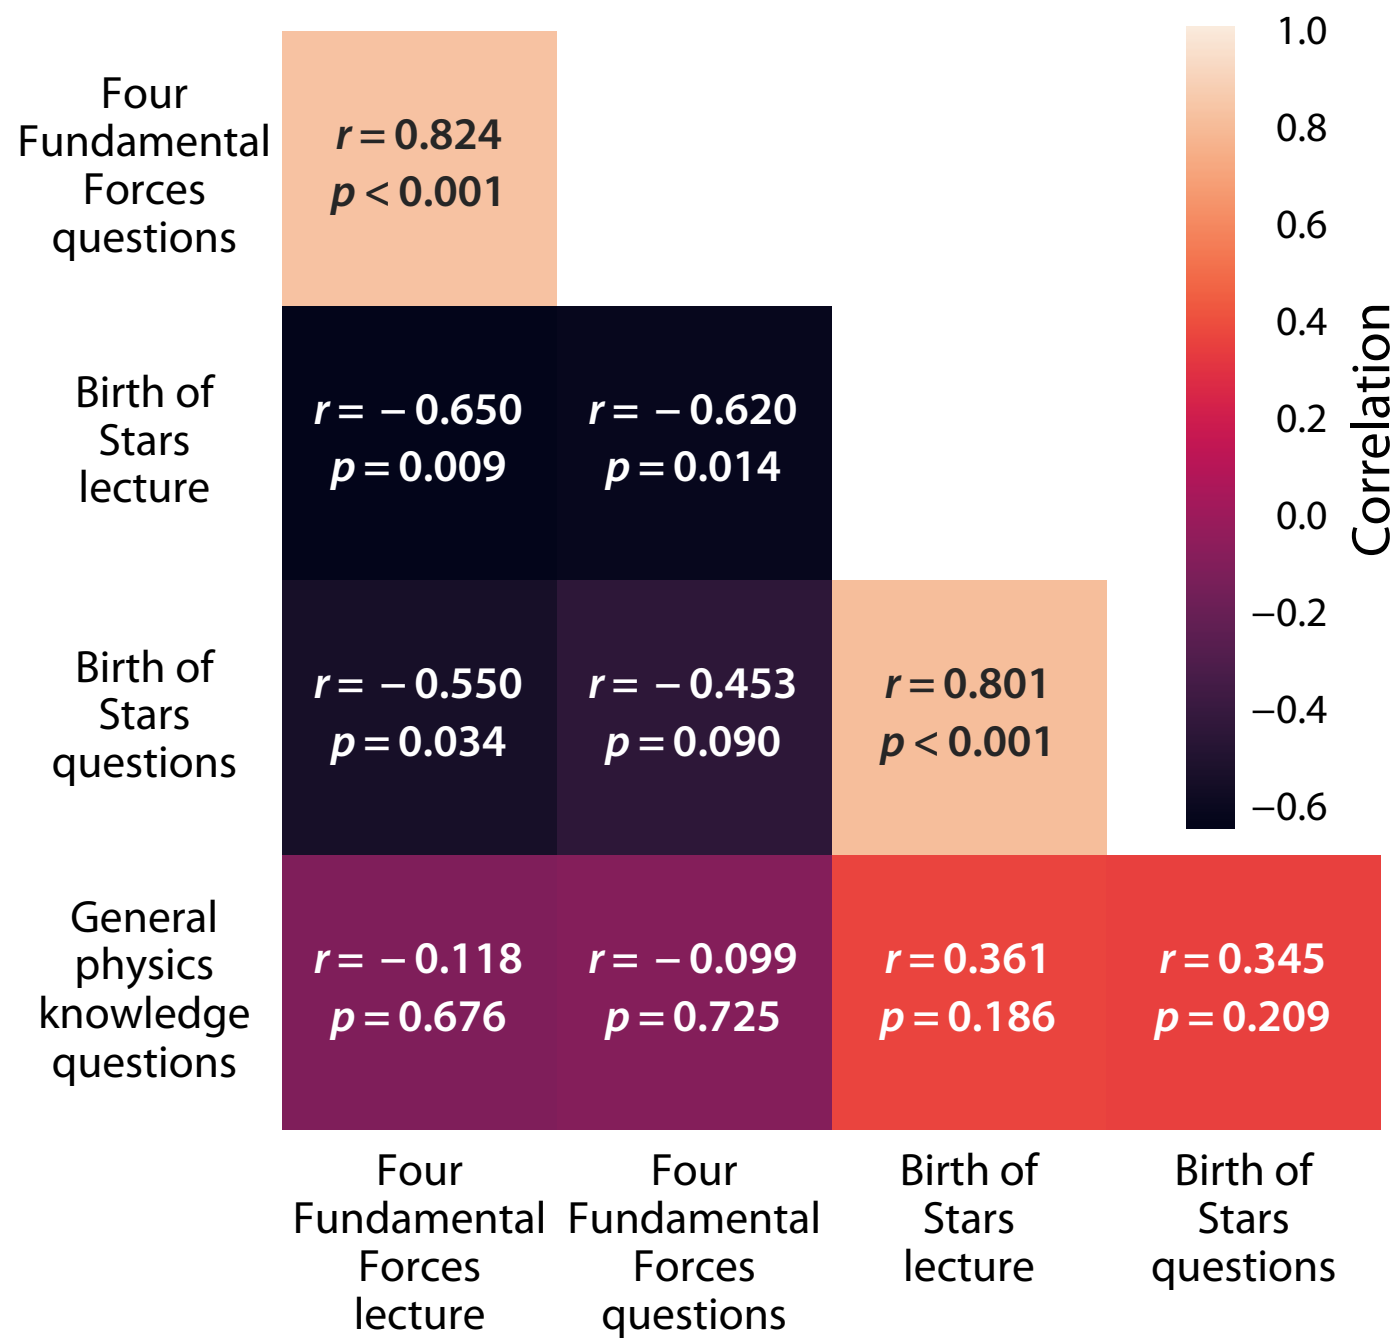 Four
Fundamental
Forces
questions
r = 0.824
p < 0.001
Birth of
Stars
lecture
r = − 0.650
p = 0.009
r = − 0.620
p = 0.014
Birth of
Stars
questions
r = − 0.550
p = 0.034
r = − 0.453
p = 0.090
r = 0.801
p < 0.001
General
physics
knowledge
questions
r = − 0.118
p = 0.676
r = − 0.099
p = 0.725
r = 0.361
p = 0.186
r = 0.345
p = 0.209
Four
Fundamental
Forces
lecture
Four
Fundamental
Forces
questions
Birth of
Stars
lecture
Birth of
Stars
questions
1.0
0.8
0.6
0.4
0.2
0.0
−0.2
−0.4
−0.6
Correlation